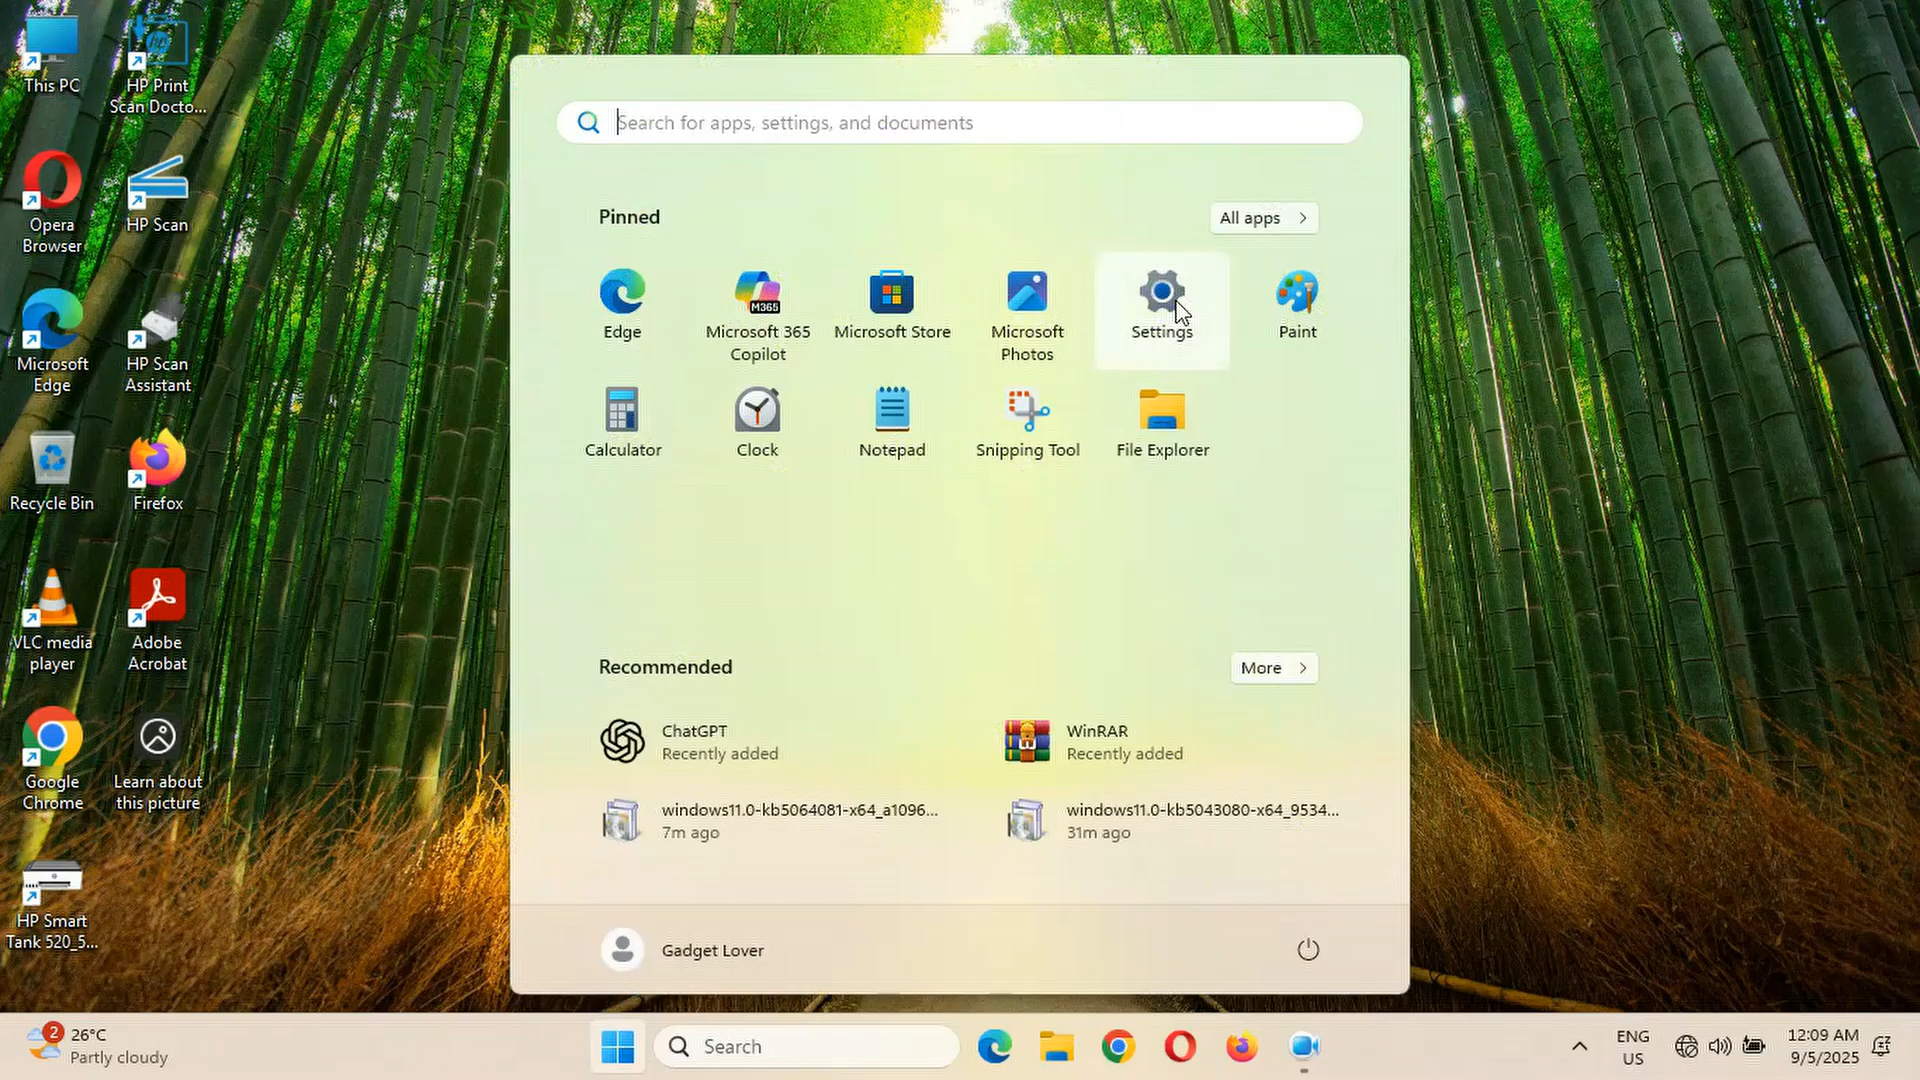 This PC
HP Print
Scan Docto...
Opera
Browser
HP Scan
Microsoft
Edge
HP Scan
Assistant
Recycle Bin
Firefox
VLC media
player
Adobe
Acrobat
Google
Chrome
Learn about
this picture
HP Smart
Tank 520_5...
Search for apps, settings, and documents
Pinned
All apps
Edge
M365
Microsoft 365
Copilot
Microsoft Store
Microsoft
Photos
Settings
Paint
Calculator
Clock
Notepad
Snipping Tool
File Explorer
Recommended
More
ChatGPT
Recently added
WinRAR
Recently added
windows11.0-kb5064081-x64_a1096...
7m ago
windows11.0-kb5043080-x64_9534...
31m ago
Gadget Lover
2
26°C
Partly cloudy
Search
ENG
US
12:09 AM
9/5/2025